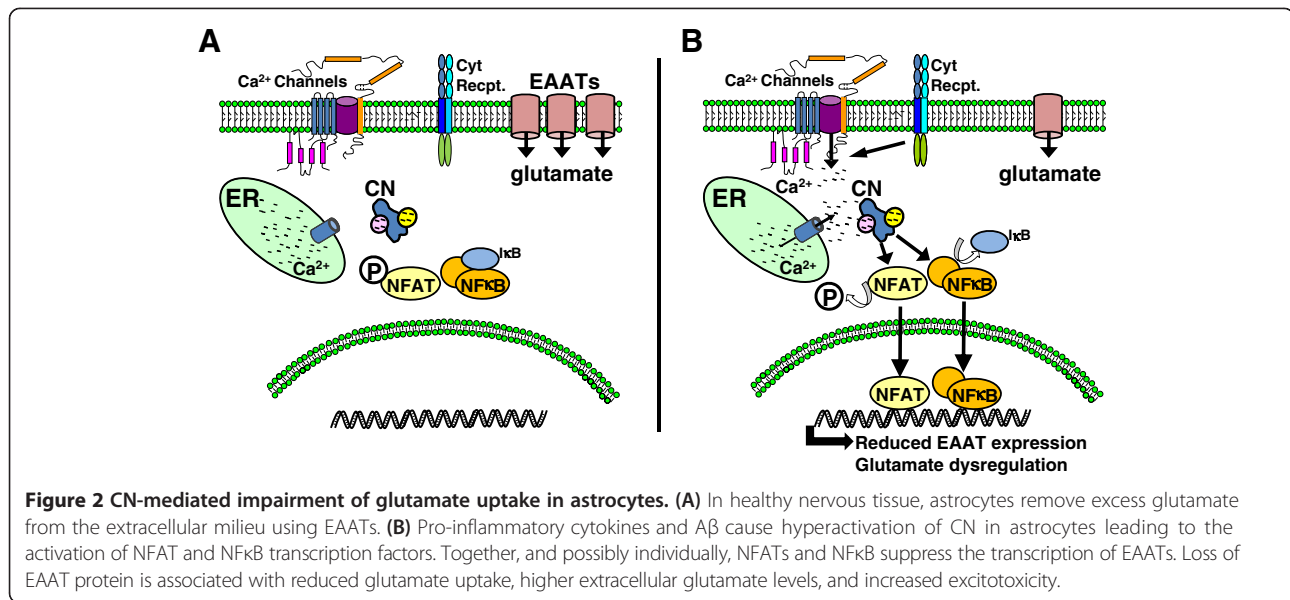 A
Ca²⁺ Channels
Cyt
Recpt.
EAATs
glutamate
ER
Ca²⁺
CN
P
NFAT
IκB
NFκB
B
Ca²⁺ Channels
Cyt
Recpt.
glutamate
Ca²⁺
ER
Ca²⁺
CN
P
NFAT
IκB
NFκB
NFAT
NFκB
Reduced EAAT expression
Glutamate dysregulation
Figure 2 CN-mediated impairment of glutamate uptake in astrocytes. (A) In healthy nervous tissue, astrocytes remove excess glutamate
from the extracellular milieu using EAATs. (B) Pro-inflammatory cytokines and Aβ cause hyperactivation of CN in astrocytes leading to the
activation of NFAT and NFκB transcription factors. Together, and possibly individually, NFATs and NFκB suppress the transcription of EAATs. Loss of
EAAT protein is associated with reduced glutamate uptake, higher extracellular glutamate levels, and increased excitotoxicity.